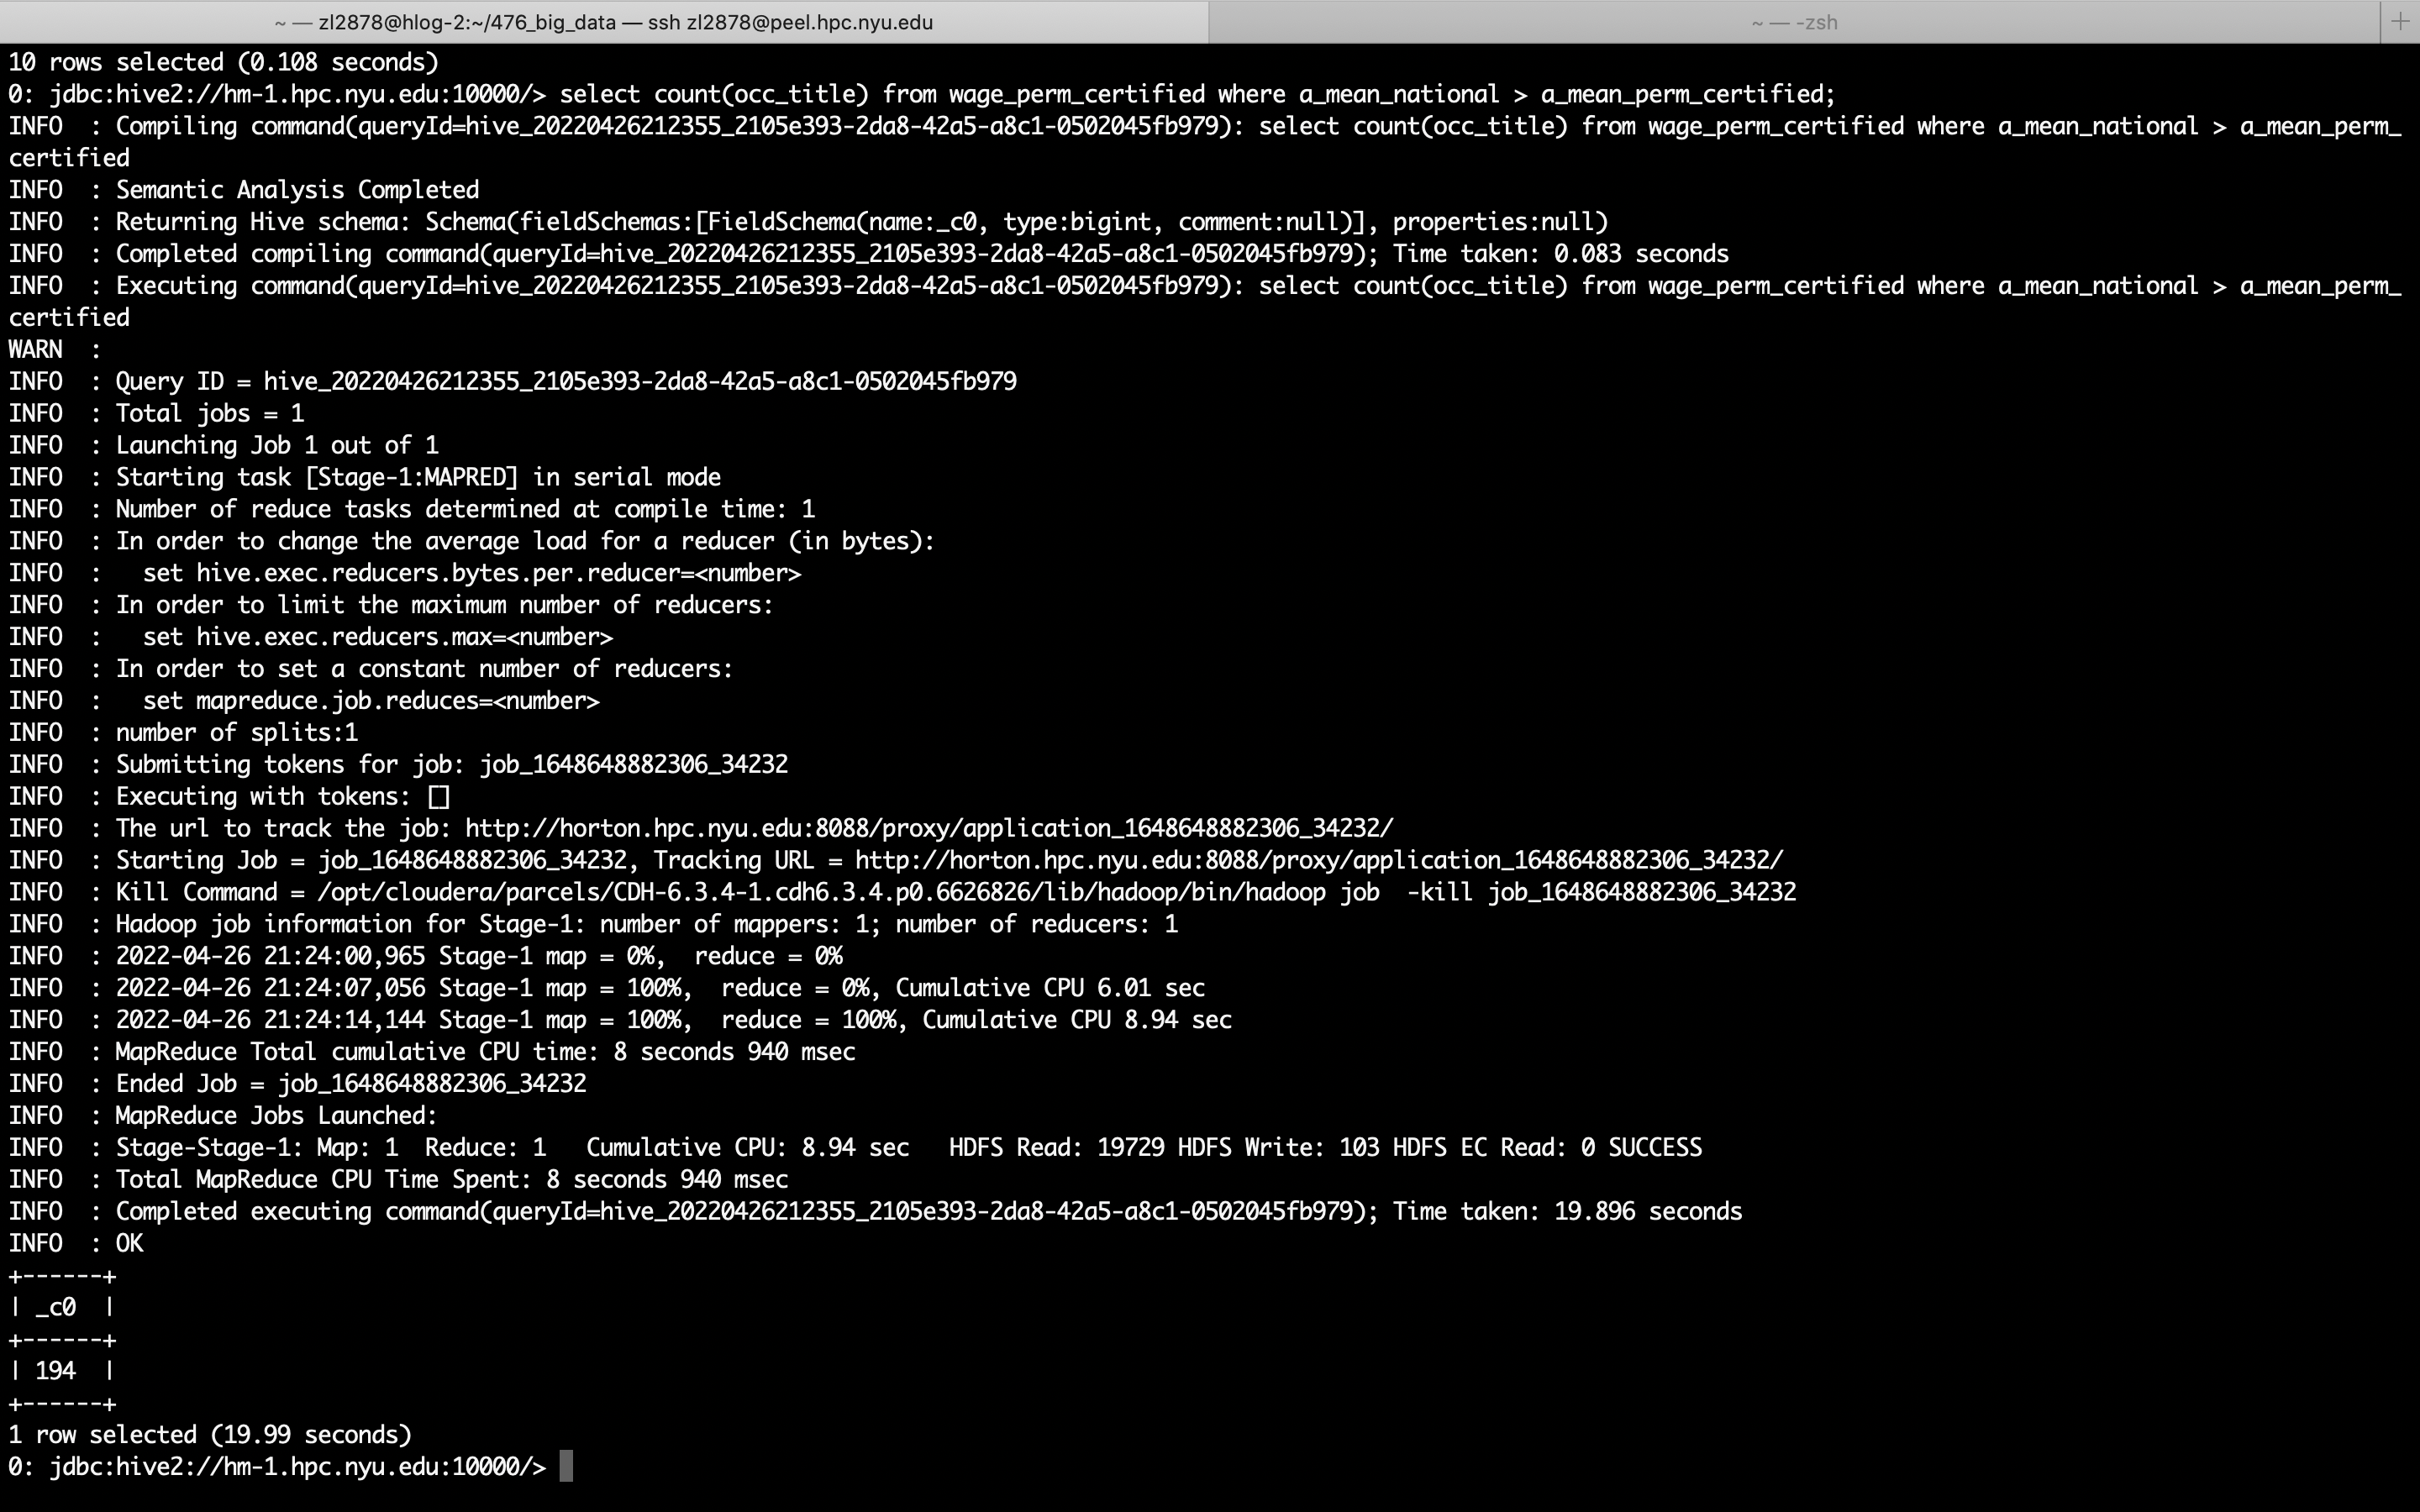 ~ — zl2878@hlog-2:~/476_big_data — ssh zl2878@peel.hpc.nyu.edu
~ — -zsh
+
10 rows selected (0.108 seconds)
0: jdbc:hive2://hm-1.hpc.nyu.edu:10000/> select count(occ_title) from wage_perm_certified where a_mean_national > a_mean_perm_certified;
INFO  : Compiling command(queryId=hive_20220426212355_2105e393-2da8-42a5-a8c1-0502045fb979): select count(occ_title) from wage_perm_certified where a_mean_national > a_mean_perm_
certified
INFO  : Semantic Analysis Completed
INFO  : Returning Hive schema: Schema(fieldSchemas:[FieldSchema(name:_c0, type:bigint, comment:null)], properties:null)
INFO  : Completed compiling command(queryId=hive_20220426212355_2105e393-2da8-42a5-a8c1-0502045fb979); Time taken: 0.083 seconds
INFO  : Executing command(queryId=hive_20220426212355_2105e393-2da8-42a5-a8c1-0502045fb979): select count(occ_title) from wage_perm_certified where a_mean_national > a_mean_perm_
certified
WARN  :
INFO  : Query ID = hive_20220426212355_2105e393-2da8-42a5-a8c1-0502045fb979
INFO  : Total jobs = 1
INFO  : Launching Job 1 out of 1
INFO  : Starting task [Stage-1:MAPRED] in serial mode
INFO  : Number of reduce tasks determined at compile time: 1
INFO  : In order to change the average load for a reducer (in bytes):
INFO  :   set hive.exec.reducers.bytes.per.reducer=<number>
INFO  : In order to limit the maximum number of reducers:
INFO  :   set hive.exec.reducers.max=<number>
INFO  : In order to set a constant number of reducers:
INFO  :   set mapreduce.job.reduces=<number>
INFO  : number of splits:1
INFO  : Submitting tokens for job: job_1648648882306_34232
INFO  : Executing with tokens: []
INFO  : The url to track the job: http://horton.hpc.nyu.edu:8088/proxy/application_1648648882306_34232/
INFO  : Starting Job = job_1648648882306_34232, Tracking URL = http://horton.hpc.nyu.edu:8088/proxy/application_1648648882306_34232/
INFO  : Kill Command = /opt/cloudera/parcels/CDH-6.3.4-1.cdh6.3.4.p0.6626826/lib/hadoop/bin/hadoop job  -kill job_1648648882306_34232
INFO  : Hadoop job information for Stage-1: number of mappers: 1; number of reducers: 1
INFO  : 2022-04-26 21:24:00,965 Stage-1 map = 0%,  reduce = 0%
INFO  : 2022-04-26 21:24:07,056 Stage-1 map = 100%,  reduce = 0%, Cumulative CPU 6.01 sec
INFO  : 2022-04-26 21:24:14,144 Stage-1 map = 100%,  reduce = 100%, Cumulative CPU 8.94 sec
INFO  : MapReduce Total cumulative CPU time: 8 seconds 940 msec
INFO  : Ended Job = job_1648648882306_34232
INFO  : MapReduce Jobs Launched:
INFO  : Stage-Stage-1: Map: 1  Reduce: 1   Cumulative CPU: 8.94 sec   HDFS Read: 19729 HDFS Write: 103 HDFS EC Read: 0 SUCCESS
INFO  : Total MapReduce CPU Time Spent: 8 seconds 940 msec
INFO  : Completed executing command(queryId=hive_20220426212355_2105e393-2da8-42a5-a8c1-0502045fb979); Time taken: 19.896 seconds
INFO  : OK
+------+
| _c0  |
+------+
| 194  |
+------+
1 row selected (19.99 seconds)
0: jdbc:hive2://hm-1.hpc.nyu.edu:10000/>